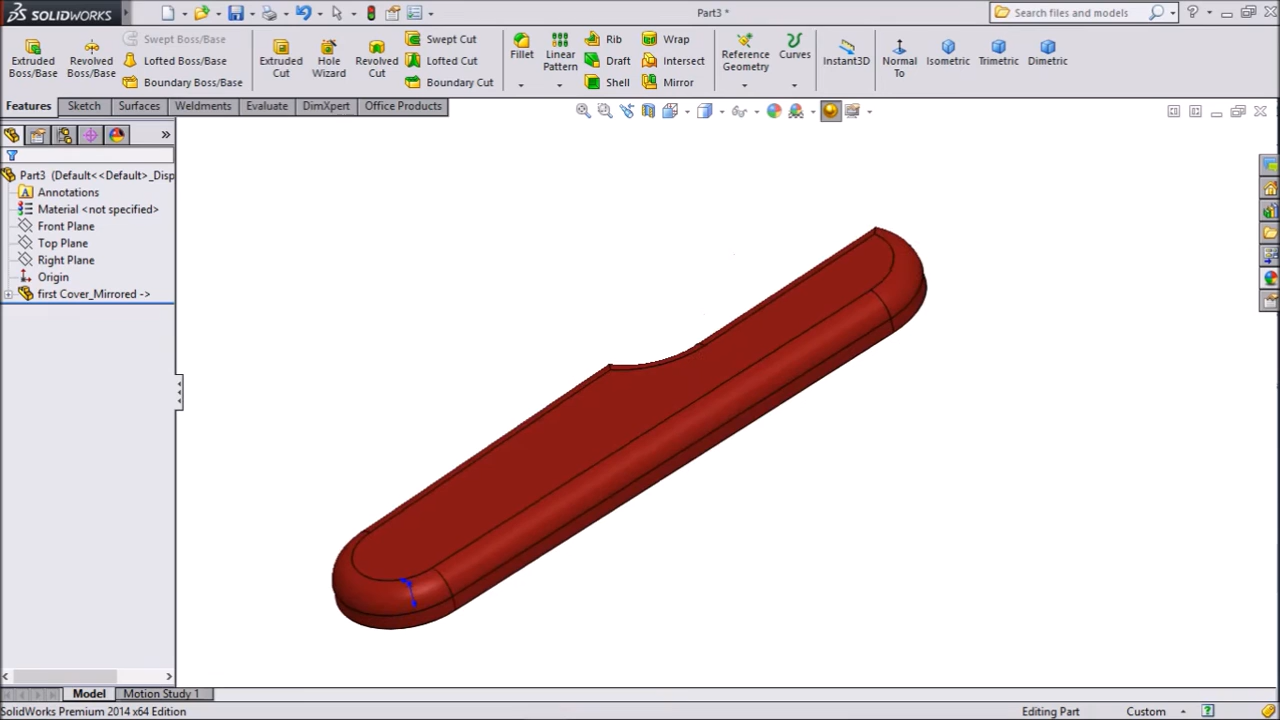 SOLIDWORKS
Part3 *
Search files and models
Extruded Boss/Base
Revolved Boss/Base
Swept Boss/Base
Lofted Boss/Base
Boundary Boss/Base
Extruded Cut
Hole Wizard
Revolved Cut
Swept Cut
Lofted Cut
Boundary Cut
Fillet
Linear Pattern
Rib
Draft
Shell
Wrap
Intersect
Mirror
Reference Geometry
Curves
Instant3D
Normal To
Isometric
Trimetric
Dimetric
Features
Sketch
Surfaces
Weldments
Evaluate
DimXpert
Office Products
Part3 (Default<<Default>_Disp
Annotations
Material <not specified>
Front Plane
Top Plane
Right Plane
Origin
first Cover_Mirrored ->
Model
Motion Study 1
SolidWorks Premium 2014 x64 Edition
Editing Part
Custom